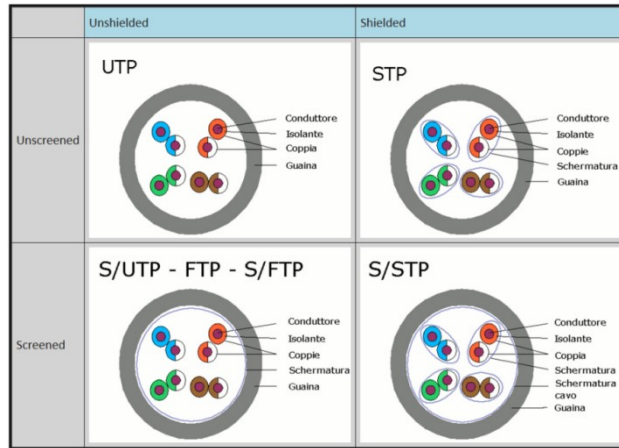 Unshielded
Shielded
Unscreened
UTP
Conduttore
Isolante
Coppia
Guaina
STP
Conduttore
Isolante
Coppie
Schermatura
Guaina
Screened
S/UTP - FTP - S/FTP
Conduttore
Isolante
Coppie
Schermatura
Guaina
S/STP
Conduttore
Isolante
Coppia
Schermatura
Schermatura
cavo
Guaina